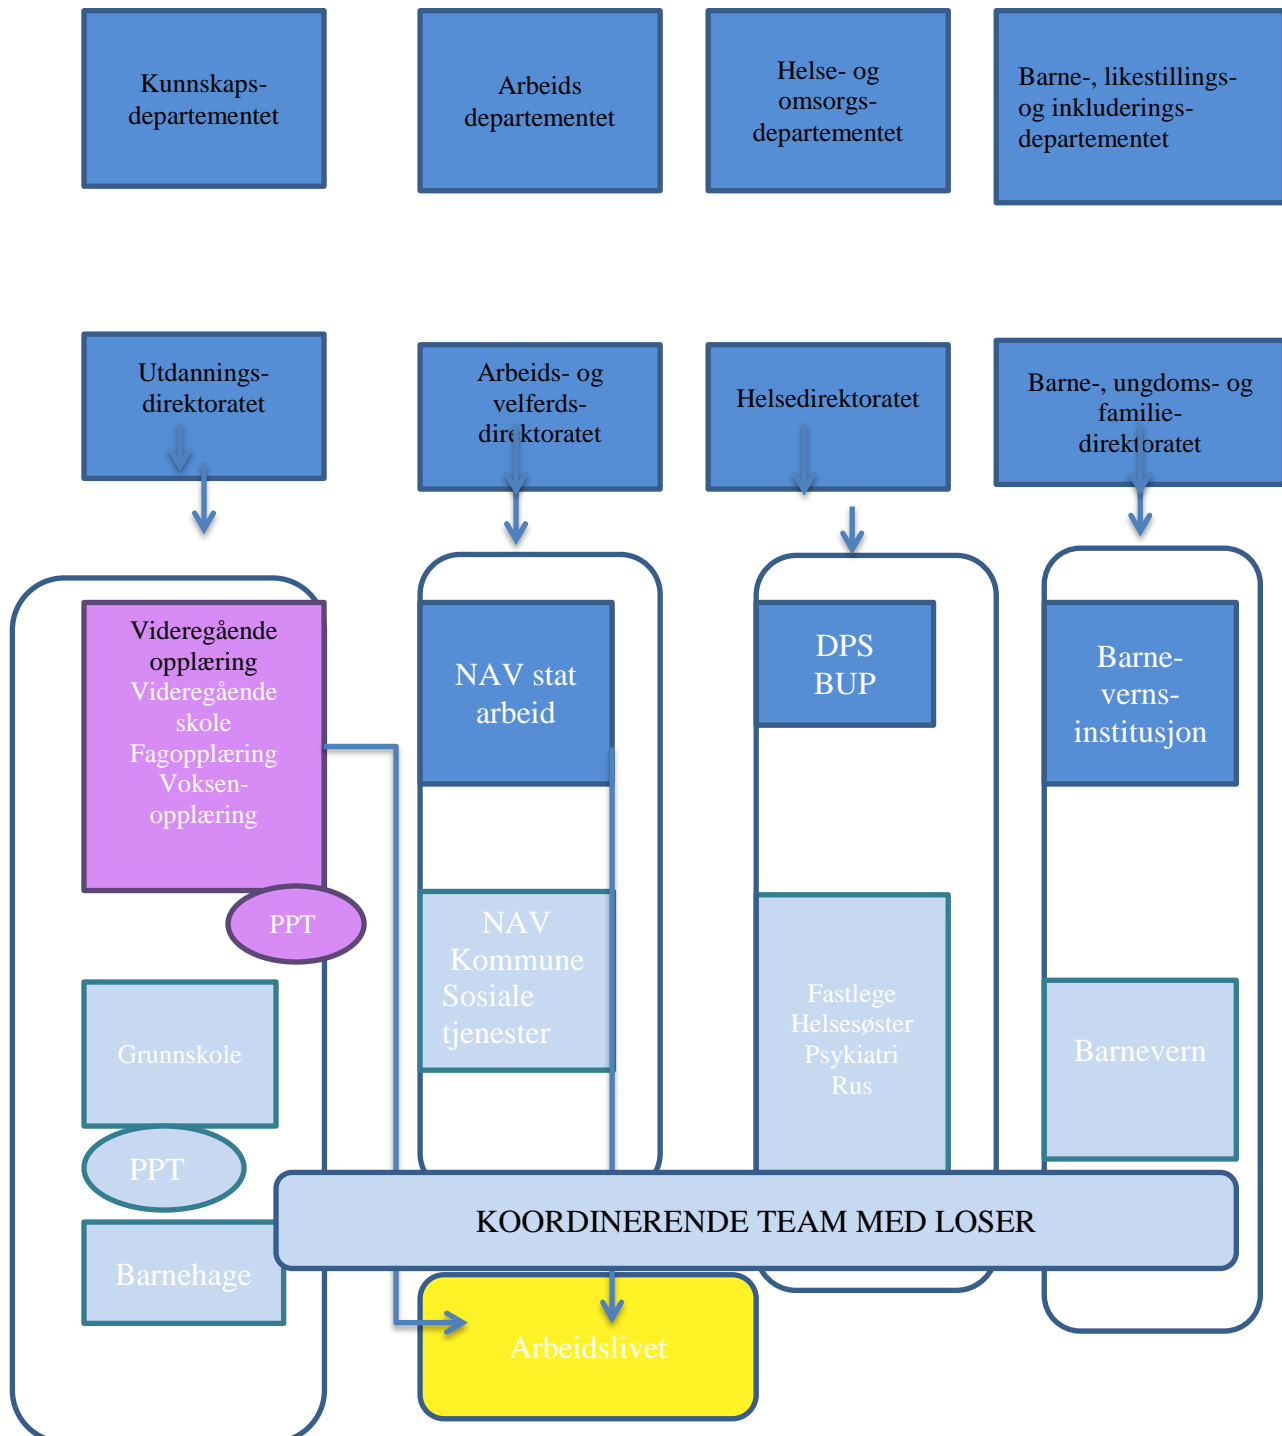 Kunnskaps-
departementet
Arbeids
departementet
Helse- og
omsorgs-
departementet
Barne-, likestillings-
og inkluderings-
departementet
Utdannings-
direktoratet
Arbeids- og
velferds-
direktoratet
Helsedirektoratet
Barne-, ungdoms- og
familie-
direktoratet
Videregående
opplæring
Videregående
skole
Fagopplæring
Voksen-
opplæring
PPT
NAV stat
arbeid
DPS
BUP
Barne-
verns-
institusjon
NAV
Kommune
Sosiale
tjenester
Fastlege
Helsesøster
Psykiatri
Rus
Barnevern
Grunnskole
PPT
Barnehage
KOORDINERENDE TEAM MED LOSER
Arbeidslivet